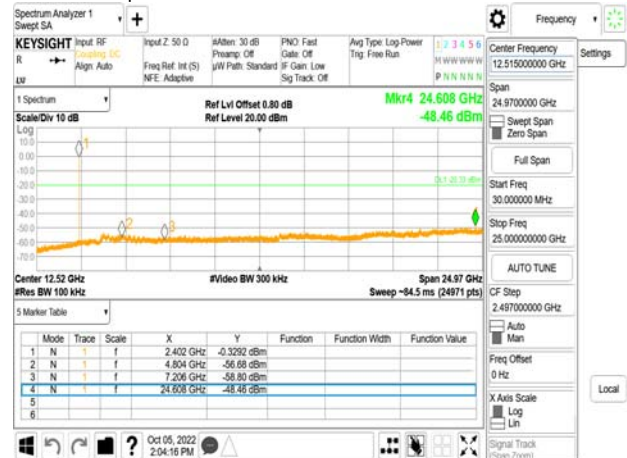 Spectrum Analyzer 1
Swept SA
Frequency
KEYSIGHT Input: RF Input Z: 50 Ω #Atten: 30 dB PNO: Fast Avg Type: Log-Power 1 2 3 4 5 6
R Coupling: DC Preamp: Off Gate: Off Trig: Free Run M W W W W W
Align: Auto Freq Ref: Int (S) µW Path: Standard IF Gain: Low
NFE: Adaptive Sig Track: Off P N N N N N
Center Frequency
12.515000000 GHz
Settings
1 Spectrum
Scale/Div 10 dB
Ref Lvl Offset 0.80 dB
Ref Level 20.00 dBm
Mkr4 24.608 GHz
-48.46 dBm
Log
10.0
0.00
-10.0
-20.0
-30.0
-40.0
-50.0
-60.0
-70.0
1
2
3
Center 12.52 GHz
#Res BW 100 kHz
#Video BW 300 kHz
Span 24.97 GHz
Sweep ~84.5 ms (24971 pts)
Span
24.9700000 GHz
Swept Span
Zero Span
Full Span
Start Freq
30.000000 MHz
Stop Freq
25.000000000 GHz
AUTO TUNE
CF Step
2.497000000 GHz
Auto
Man
Freq Offset
0 Hz
X Axis Scale
Log
Lin
Signal Track
(Span Zoom)
Local
5 Marker Table
Mode Trace Scale X Y Function Function Width Function Value
1 N 1 f 2.402 GHz -0.3292 dBm
2 N 1 f 4.804 GHz -56.68 dBm
3 N 1 f 7.206 GHz -58.80 dBm
4 N 1 f 24.608 GHz -48.46 dBm
5
6
Oct 05, 2022
2:04:16 PM